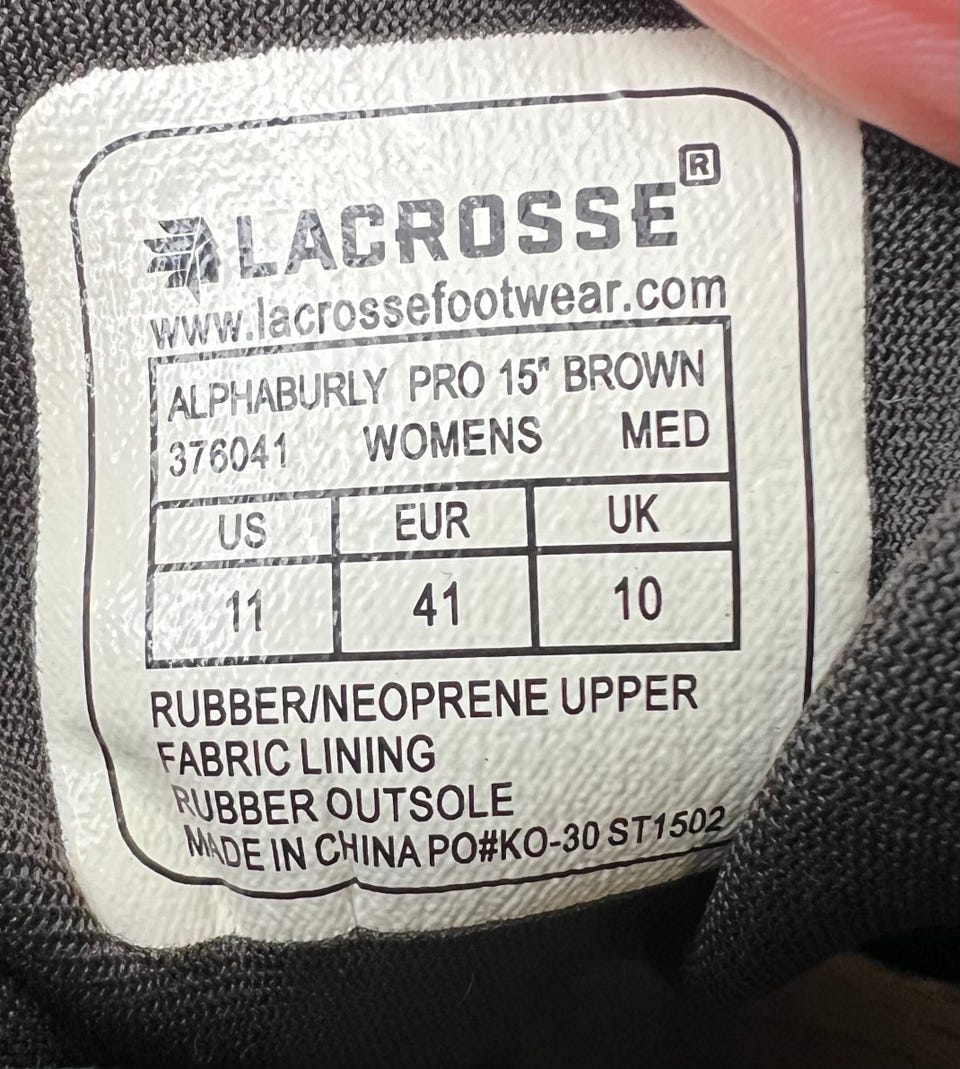 LACROSSE®
www.lacrossefootwear.com
ALPHABURLY PRO 15" BROWN
376041 WOMENS MED
US EUR UK
11 41 10
RUBBER/NEOPRENE UPPER
FABRIC LINING
RUBBER OUTSOLE
MADE IN CHINA PO#KO-30 ST1502